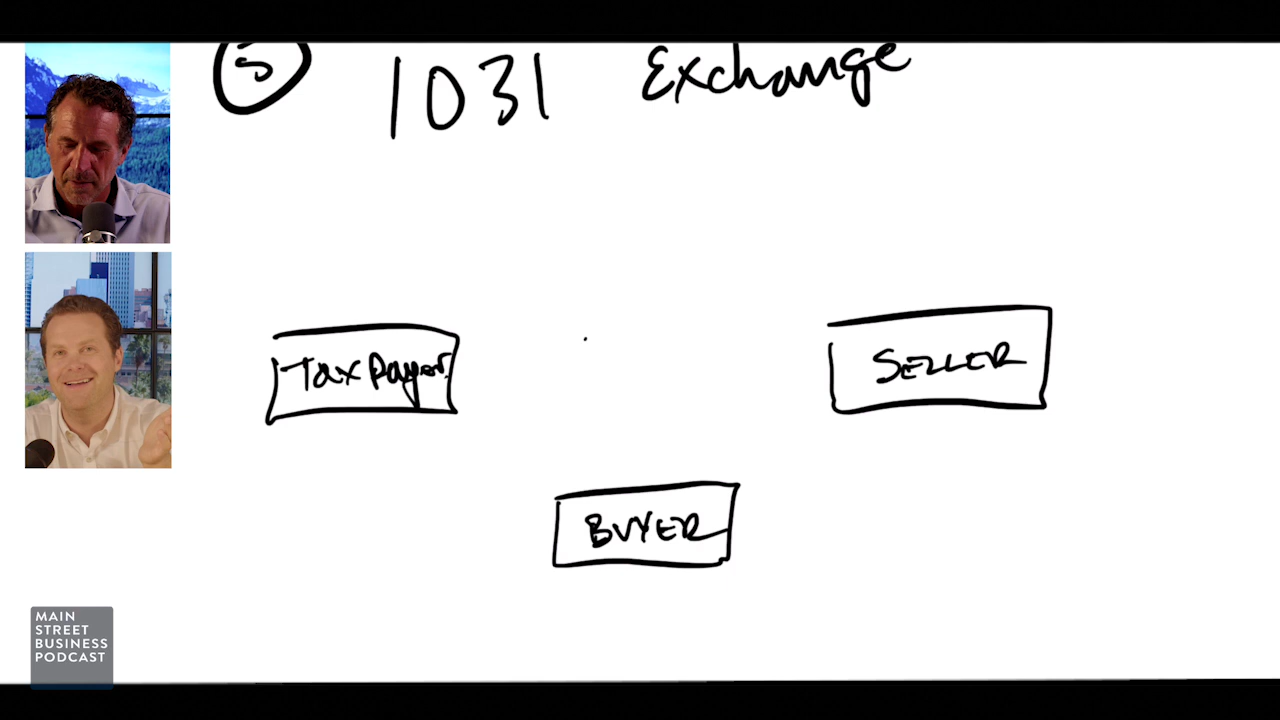 5 1031 Exchange
Tax Payer
SELLER
BUYER
MAIN
STREET
BUSINESS
PODCAST